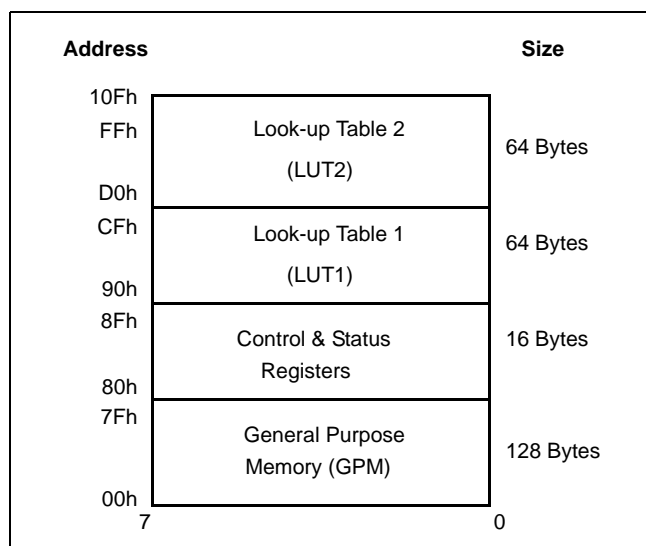 Address Size
10Fh
FFh
Look-up Table 2
(LUT2)
64 Bytes
D0h
CFh
Look-up Table 1
(LUT1)
64 Bytes
90h
8Fh
Control & Status
Registers
16 Bytes
80h
7Fh
General Purpose
Memory (GPM)
128 Bytes
00h
7 0